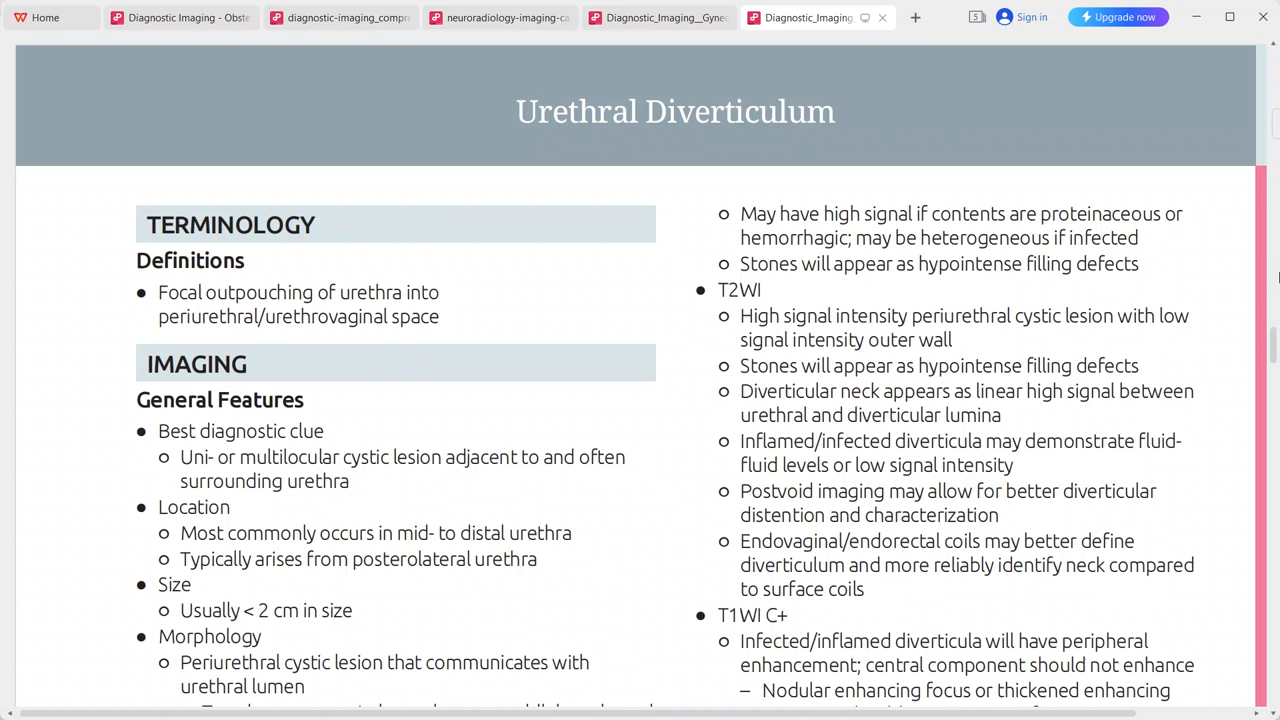 Home
Diagnostic Imaging - Obste
diagnostic-imaging_compre
neuroradiology-imaging-ca
Diagnostic_Imaging__Gynec
Diagnostic_Imaging_
5
Sign in
Upgrade now
Urethral Diverticulum
TERMINOLOGY
Definitions
● Focal outpouching of urethra into
periurethral/urethrovaginal space
IMAGING
General Features
● Best diagnostic clue
○ Uni- or multilocular cystic lesion adjacent to and often
surrounding urethra
● Location
○ Most commonly occurs in mid- to distal urethra
○ Typically arises from posterolateral urethra
● Size
○ Usually < 2 cm in size
● Morphology
○ Periurethral cystic lesion that communicates with
urethral lumen
○ May have high signal if contents are proteinaceous or
hemorrhagic; may be heterogeneous if infected
○ Stones will appear as hypointense filling defects
● T2WI
○ High signal intensity periurethral cystic lesion with low
signal intensity outer wall
○ Stones will appear as hypointense filling defects
○ Diverticular neck appears as linear high signal between
urethral and diverticular lumina
○ Inflamed/infected diverticula may demonstrate fluid-
fluid levels or low signal intensity
○ Postvoid imaging may allow for better diverticular
distention and characterization
○ Endovaginal/endorectal coils may better define
diverticulum and more reliably identify neck compared
to surface coils
● T1WI C+
○ Infected/inflamed diverticula will have peripheral
enhancement; central component should not enhance
– Nodular enhancing focus or thickened enhancing